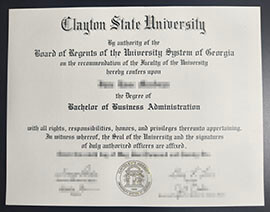 Clayton State University
By authority of the
Board of Regents of the University System of Georgia
on the recommendation of the Faculty of the University
hereby confers upon
the Degree of
Bachelor of Business Administration
with all rights, responsibilities, honors, and privileges thereunto appertaining.
In witness whereof, the Seal of the University and the signatures
of duly authorized officers are affixed.